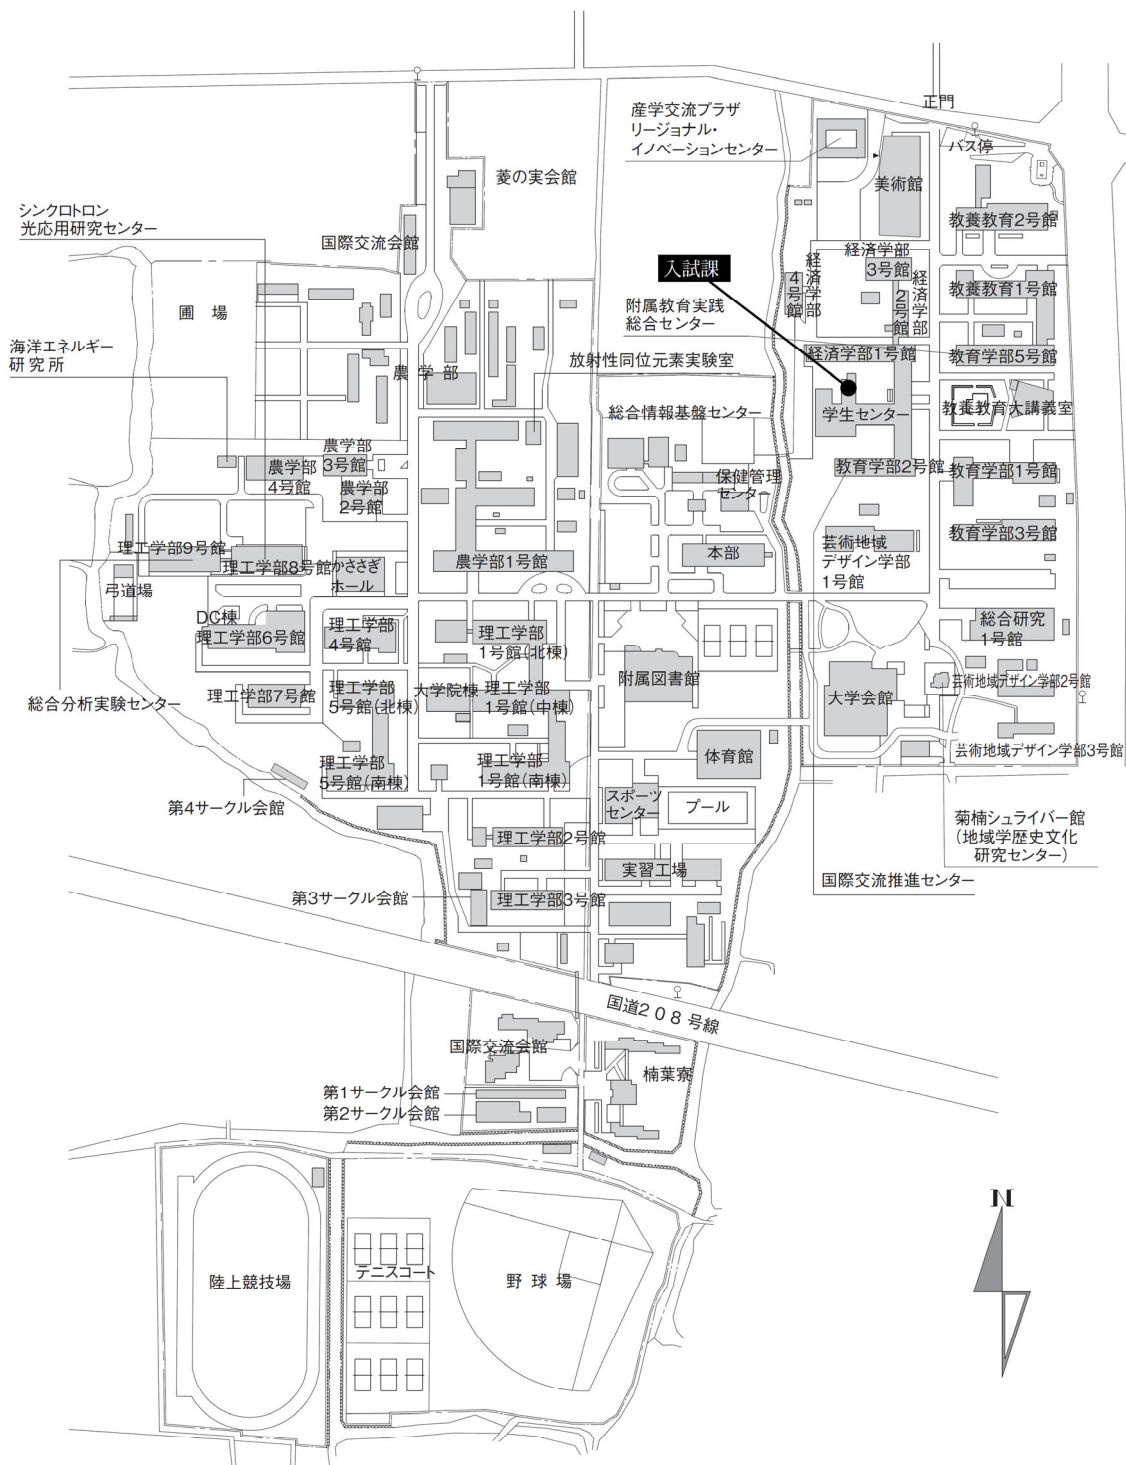 正門
産学交流プラザ
リージョナル・
イノベーションセンター
バス停
美術館
菱の実会館
教養教育2号館
シンクロトロン
光応用研究センター
国際交流会館
経済学部
3号館
経済学部
4号館
経済学部
2号館
入試課
教養教育1号館
圃 場
附属教育実践
総合センター
海洋エネルギー
研 究 所
放射性同位元素実験室
経済学部1号館
教育学部5号館
農 学 部
総合情報基盤センター
学生センター
教養教育大講義室
農学部
3号館
農学部
4号館
農学部
2号館
保健管理
センター
教育学部2号館
教育学部1号館
教育学部3号館
理工学部9号館
理工学部8号館
かささぎ
ホール
農学部1号館
本部
芸術地域
デザイン学部
1号館
弓道場
DC棟
理工学部6号館
理工学部
4号館
理工学部
1号館(北棟)
総合研究
1号館
附属図書館
大学会館
芸術地域デザイン学部2号館
総合分析実験センター
理工学部7号館
理工学部
5号館(北棟)
大学院棟
理工学部
1号館(中棟)
体育館
芸術地域デザイン学部3号館
理工学部
5号館(南棟)
理工学部
1号館(南棟)
第4サークル会館
スポーツ
センター
プール
菊楠シュライバー館
(地域学歴史文化
研究センター)
理工学部2号館
実習工場
国際交流推進センター
第3サークル会館
理工学部3号館
国道208号線
国際交流会館
楠葉寮
第1サークル会館
第2サークル会館
N
陸上競技場
テニスコート
野 球 場